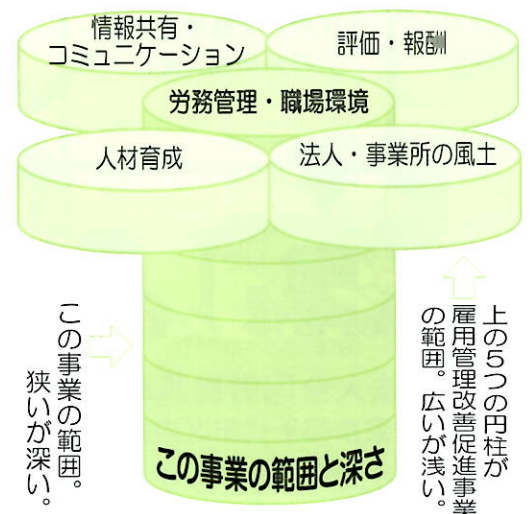 情報共有・
コミュニケーション
評価・報酬
労務管理・職場環境
人材育成
法人・事業所の風土
この事業の範囲。
狭いが深い。
上の5つの円柱が
雇用管理改善促進事業
の範囲。広いが浅い。
この事業の範囲と深さ